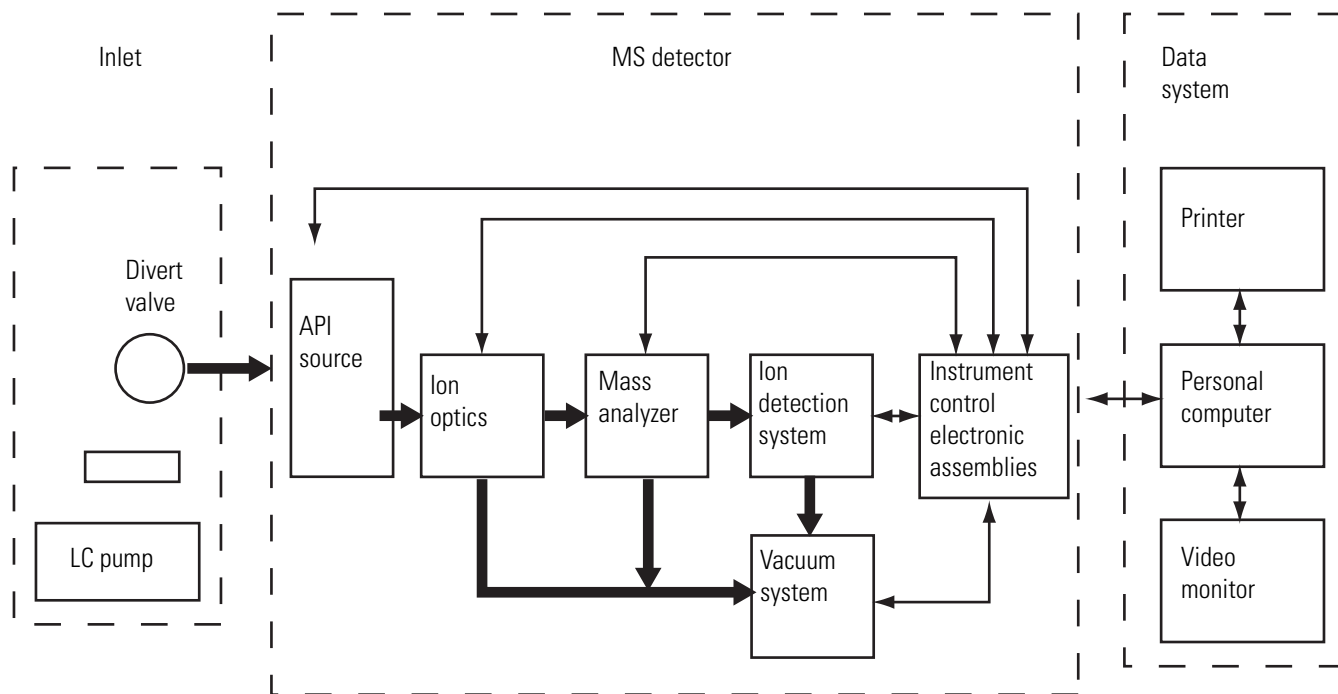 Inlet
MS detector
Data
system
Divert
valve
LC pump
API
source
Ion
optics
Mass
analyzer
Ion
detection
system
Instrument
control
electronic
assemblies
Vacuum
system
Printer
Personal
computer
Video
monitor